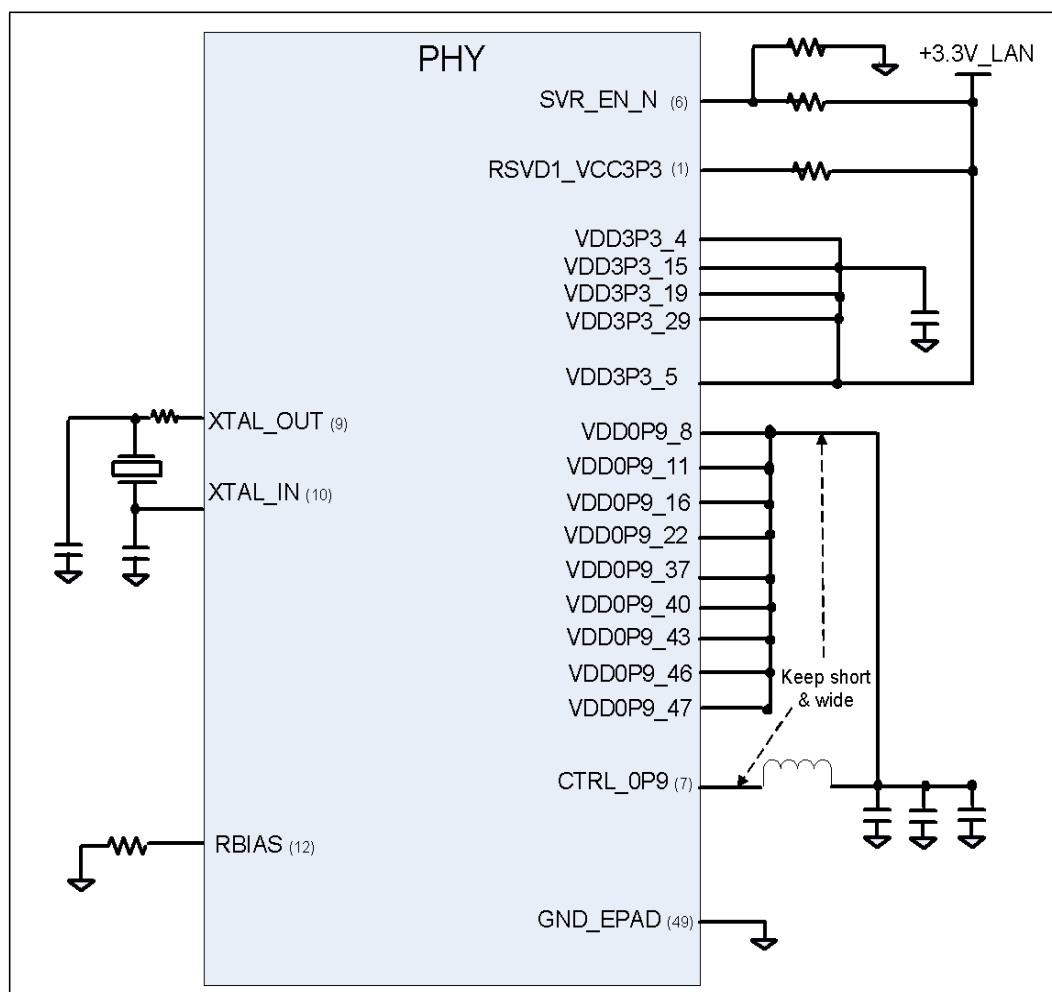 PHY
+3.3V_LAN
SVR_EN_N (6)
RSVD1_VCC3P3 (1)
VDD3P3_4
VDD3P3_15
VDD3P3_19
VDD3P3_29
VDD3P3_5
XTAL_OUT (9)
XTAL_IN (10)
VDD0P9_8
VDD0P9_11
VDD0P9_16
VDD0P9_22
VDD0P9_37
VDD0P9_40
VDD0P9_43
VDD0P9_46
VDD0P9_47
Keep short
& wide
CTRL_0P9 (7)
RBIAS (12)
GND_EPAD (49)